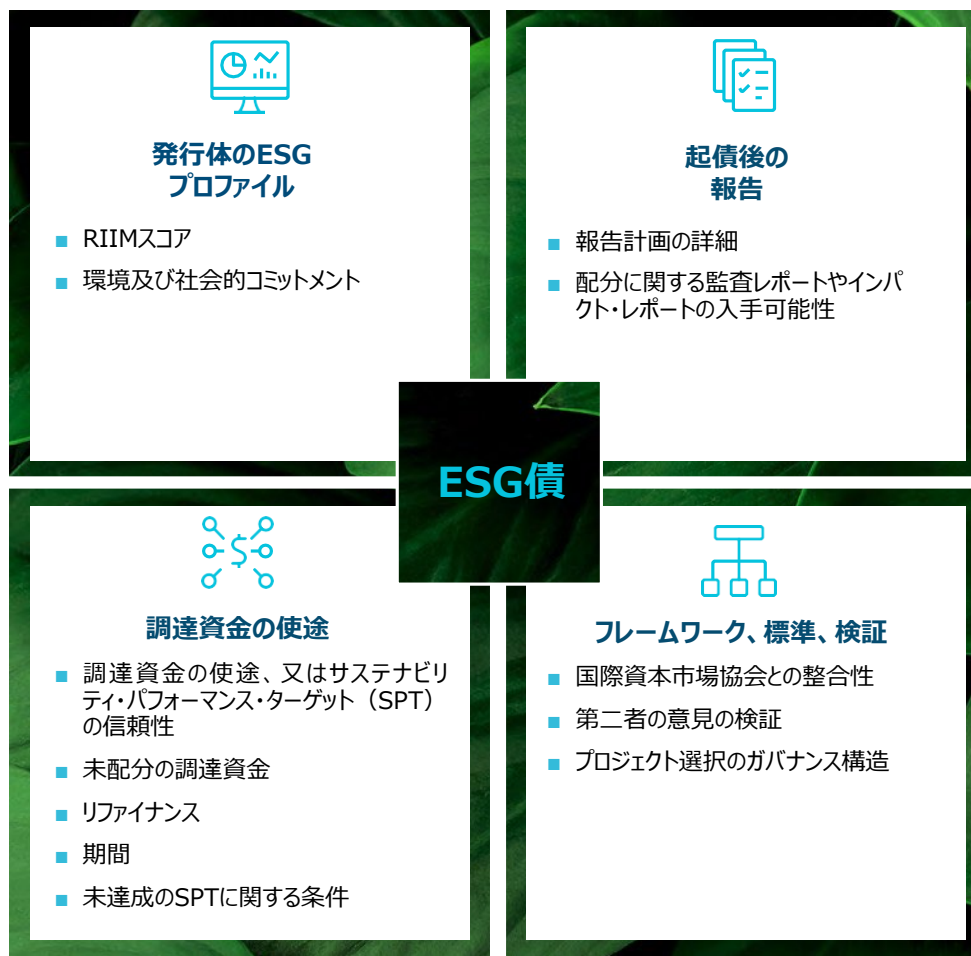 発行体のESG
プロファイル
■ RIIMスコア
■ 環境及び社会的コミットメント
起債後の
報告
■ 報告計画の詳細
■ 配分に関する監査レポートやインパ
クト・レポートの入手可能性
ESG債
調達資金の使途
■ 調達資金の使途、又はサステナビリ
ティ・パフォーマンス・ターゲット（SPT）
の信頼性
■ 未配分の調達資金
■ リファイナンス
■ 期間
■ 未達成のSPTに関する条件
フレームワーク、標準、検証
■ 国際資本市場協会との整合性
■ 第二者の意見の検証
■ プロジェクト選択のガバナンス構造